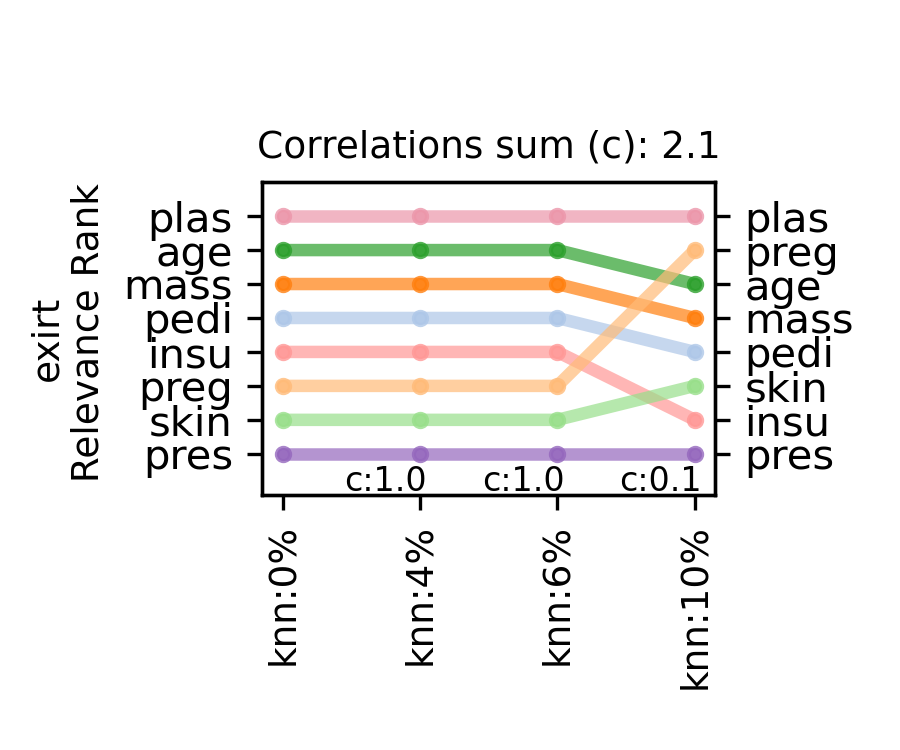 Correlations sum (c): 2.1
exirt
Relevance Rank
plas
age
mass
pedi
insu
preg
skin
pres
plas
preg
age
mass
pedi
skin
insu
pres
c:1.0
c:1.0
c:0.1
knn:0%
knn:4%
knn:6%
knn:10%